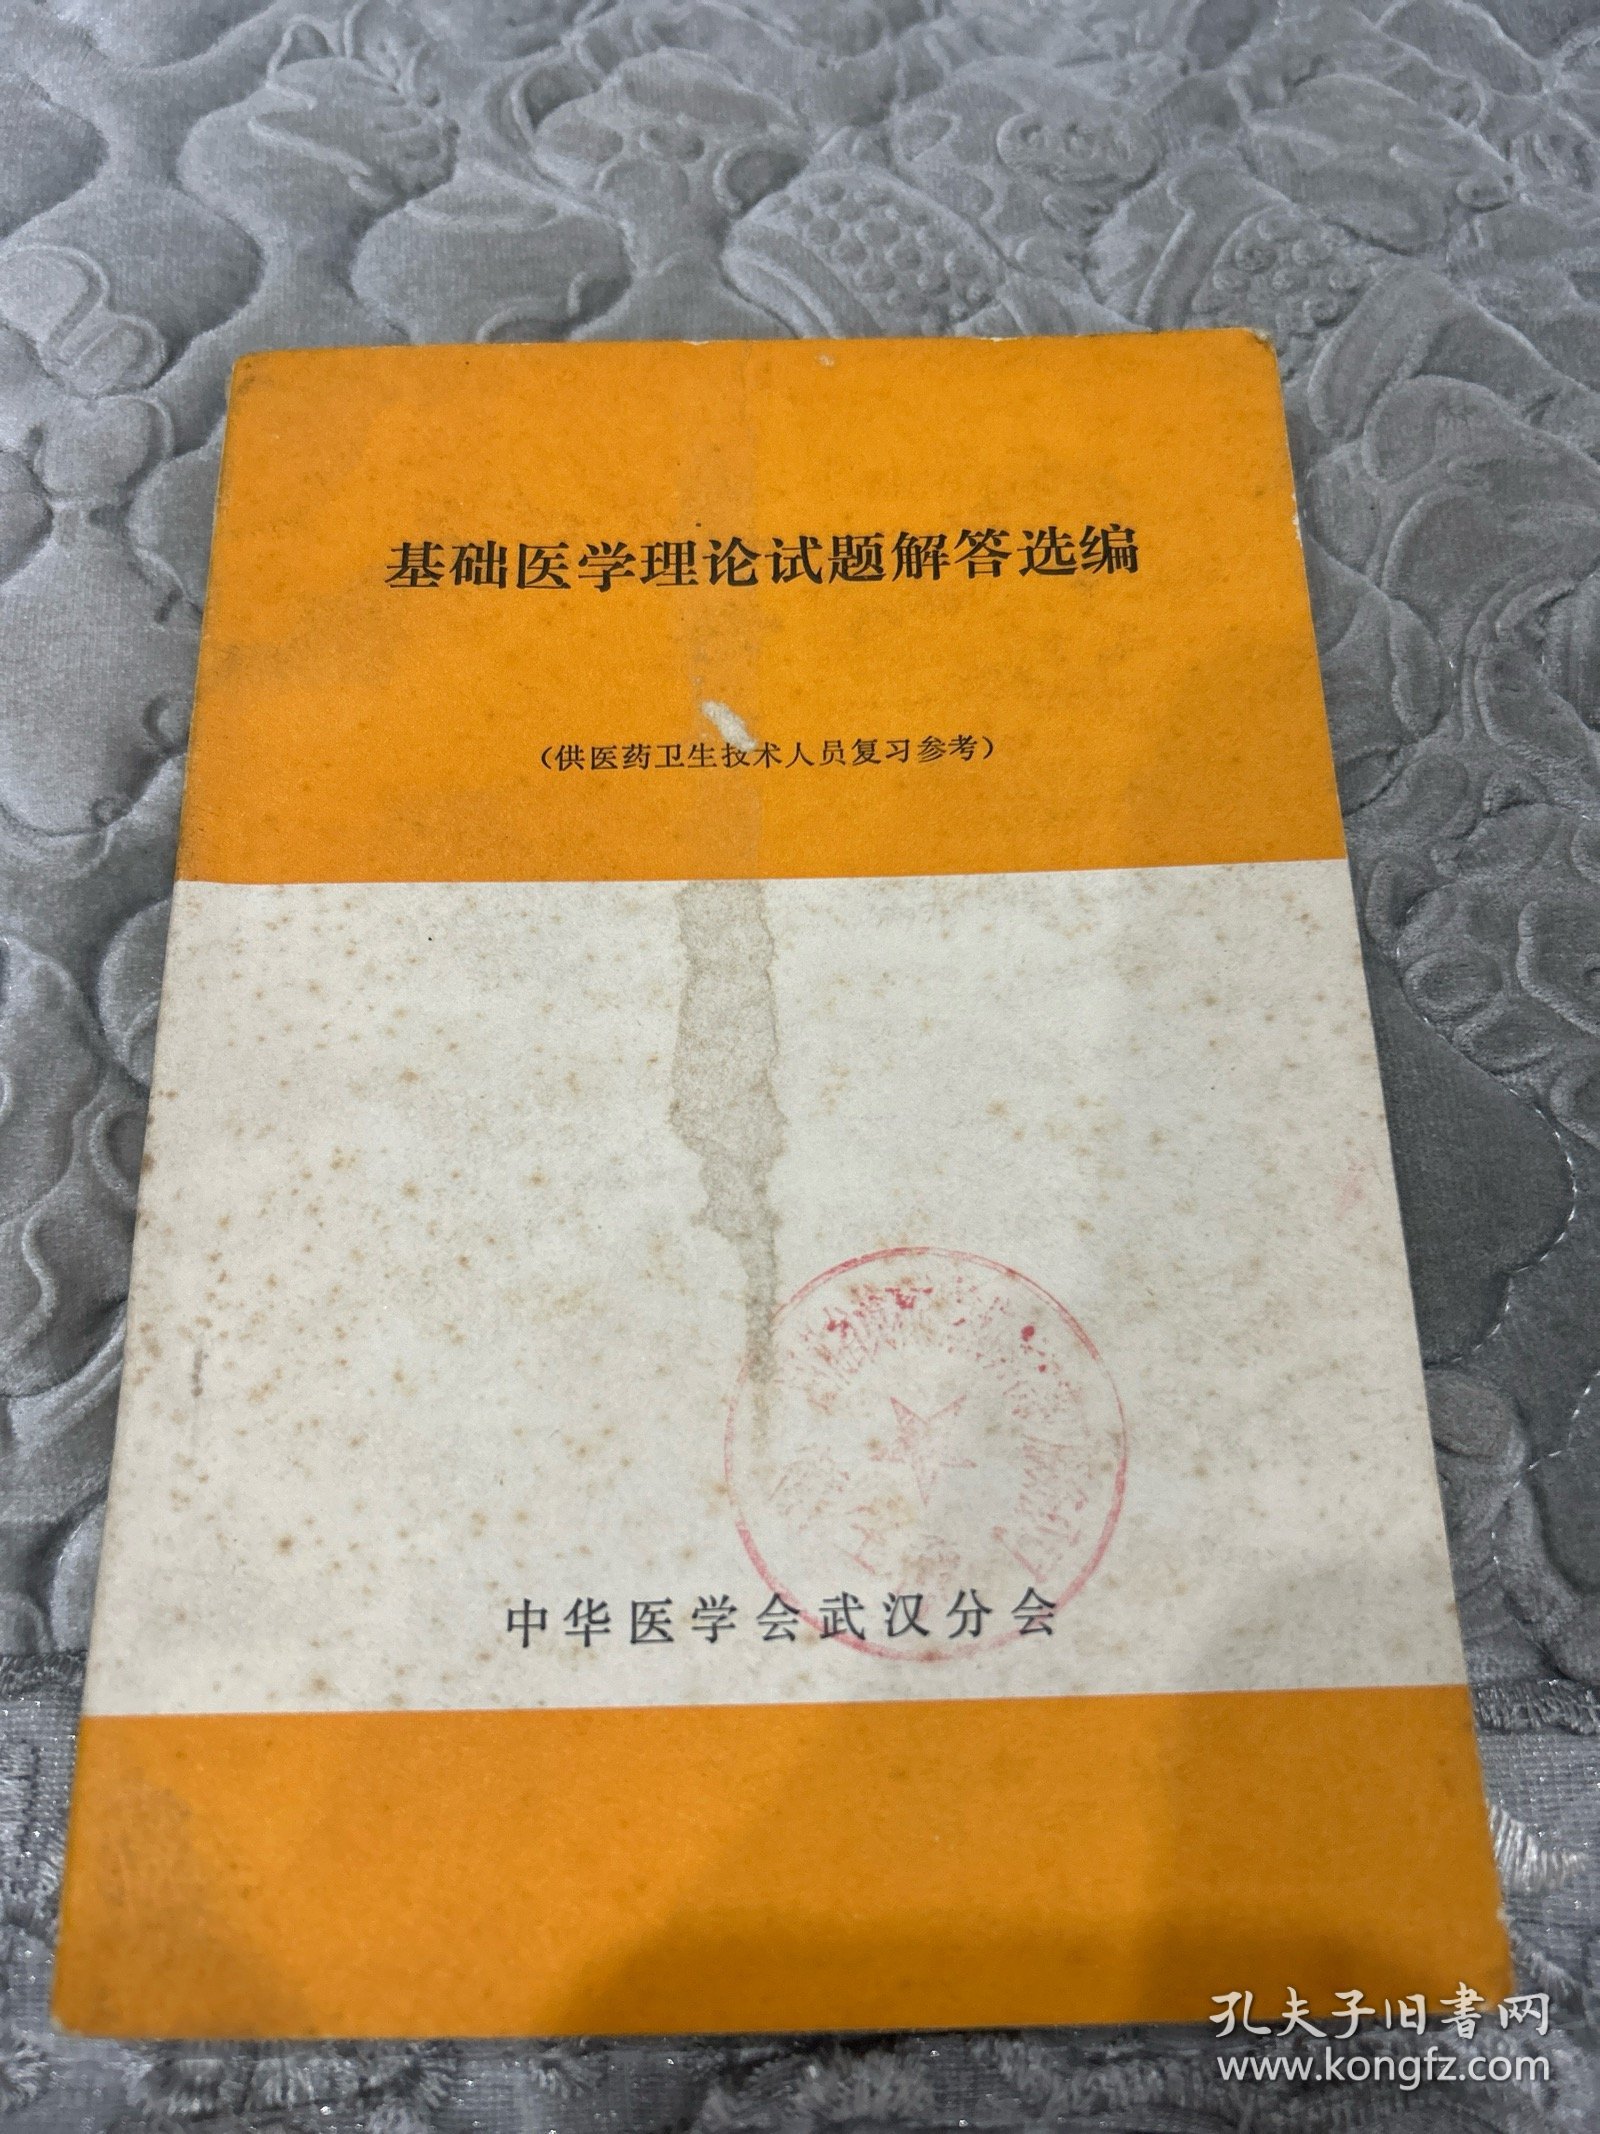 基础医学理论试题解答选编
（供医药卫生技术人员复习参考）
中华医学会武汉分会
孔夫子旧书网
www.kongfz.com